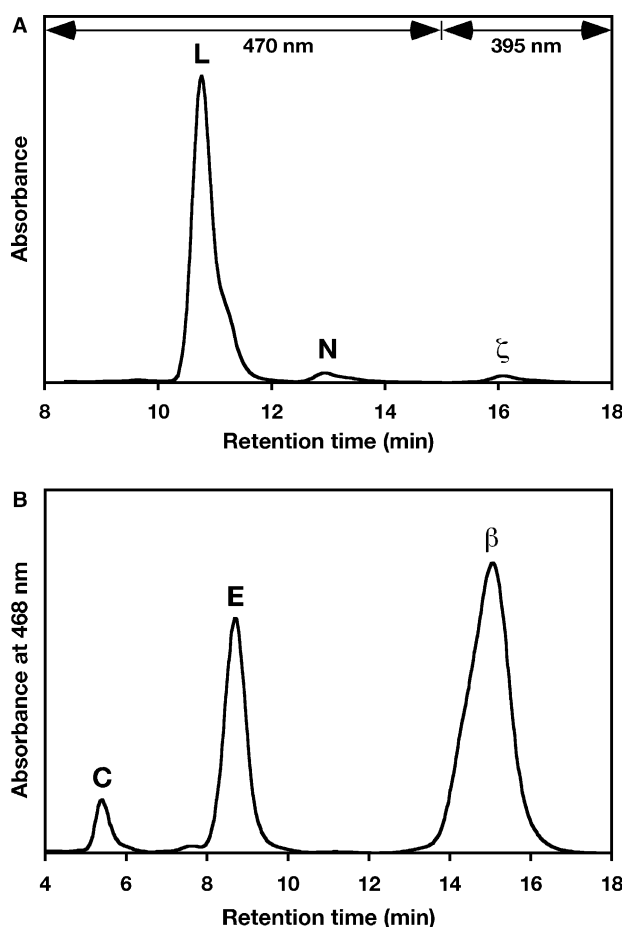 A
470 nm
395 nm
L
N
ζ
Absorbance
8 10 12 14 16 18
Retention time (min)
B
β
E
C
Absorbance at 468 nm
4 6 8 10 12 14 16 18
Retention time (min)